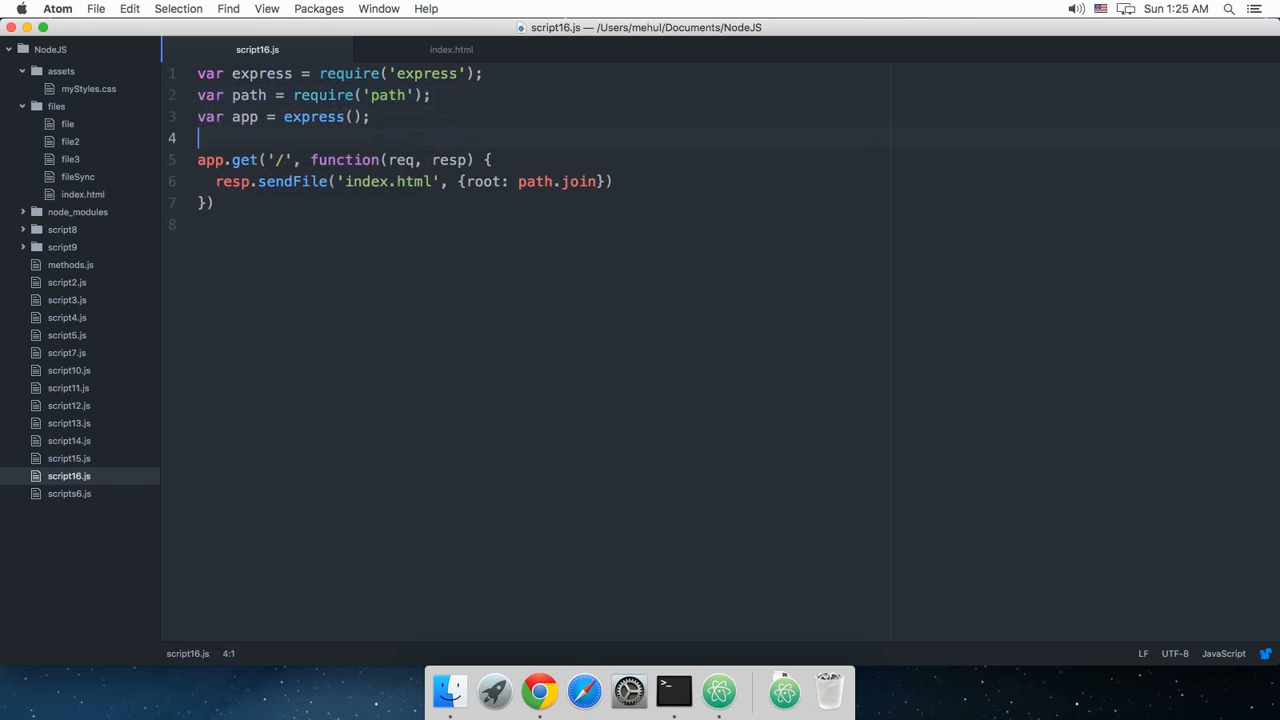 Atom File Edit Selection Find View Packages Window Help Sun 1:25 AM
script16.js — /Users/mehul/Documents/NodeJS
NodeJS
assets
myStyles.css
files
file
file2
file3
fileSync
index.html
node_modules
script8
script9
methods.js
script2.js
script3.js
script4.js
script5.js
script7.js
script10.js
script11.js
script12.js
script13.js
script14.js
script15.js
script16.js
scripts6.js
script16.js index.html
1 var express = require('express');
2 var path = require('path');
3 var app = express();
4
5 app.get('/', function(req, resp) {
6 resp.sendFile('index.html', {root: path.join})
7 })
8
script16.js 4:1 LF UTF-8 JavaScript
>_